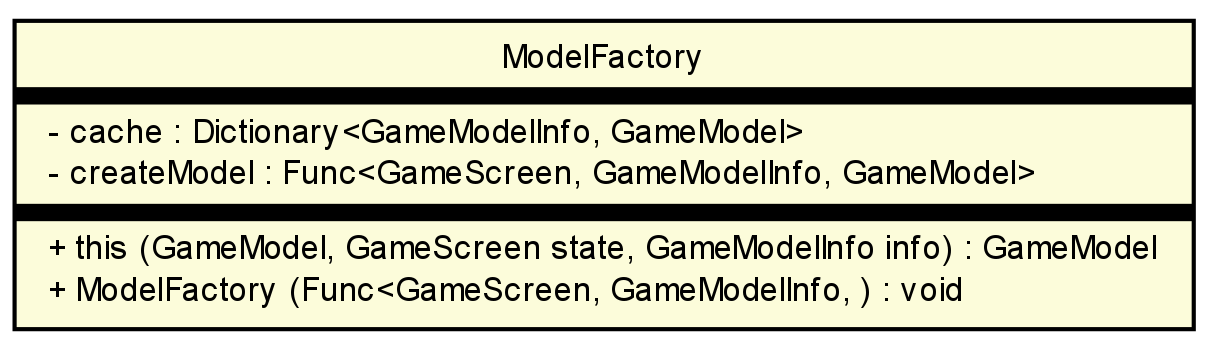 ModelFactory
- cache : Dictionary<GameModelInfo, GameModel>
- createModel : Func<GameScreen, GameModelInfo, GameModel>
+ this (GameModel, GameScreen state, GameModelInfo info) : GameModel
+ ModelFactory (Func<GameScreen, GameModelInfo, ) : void